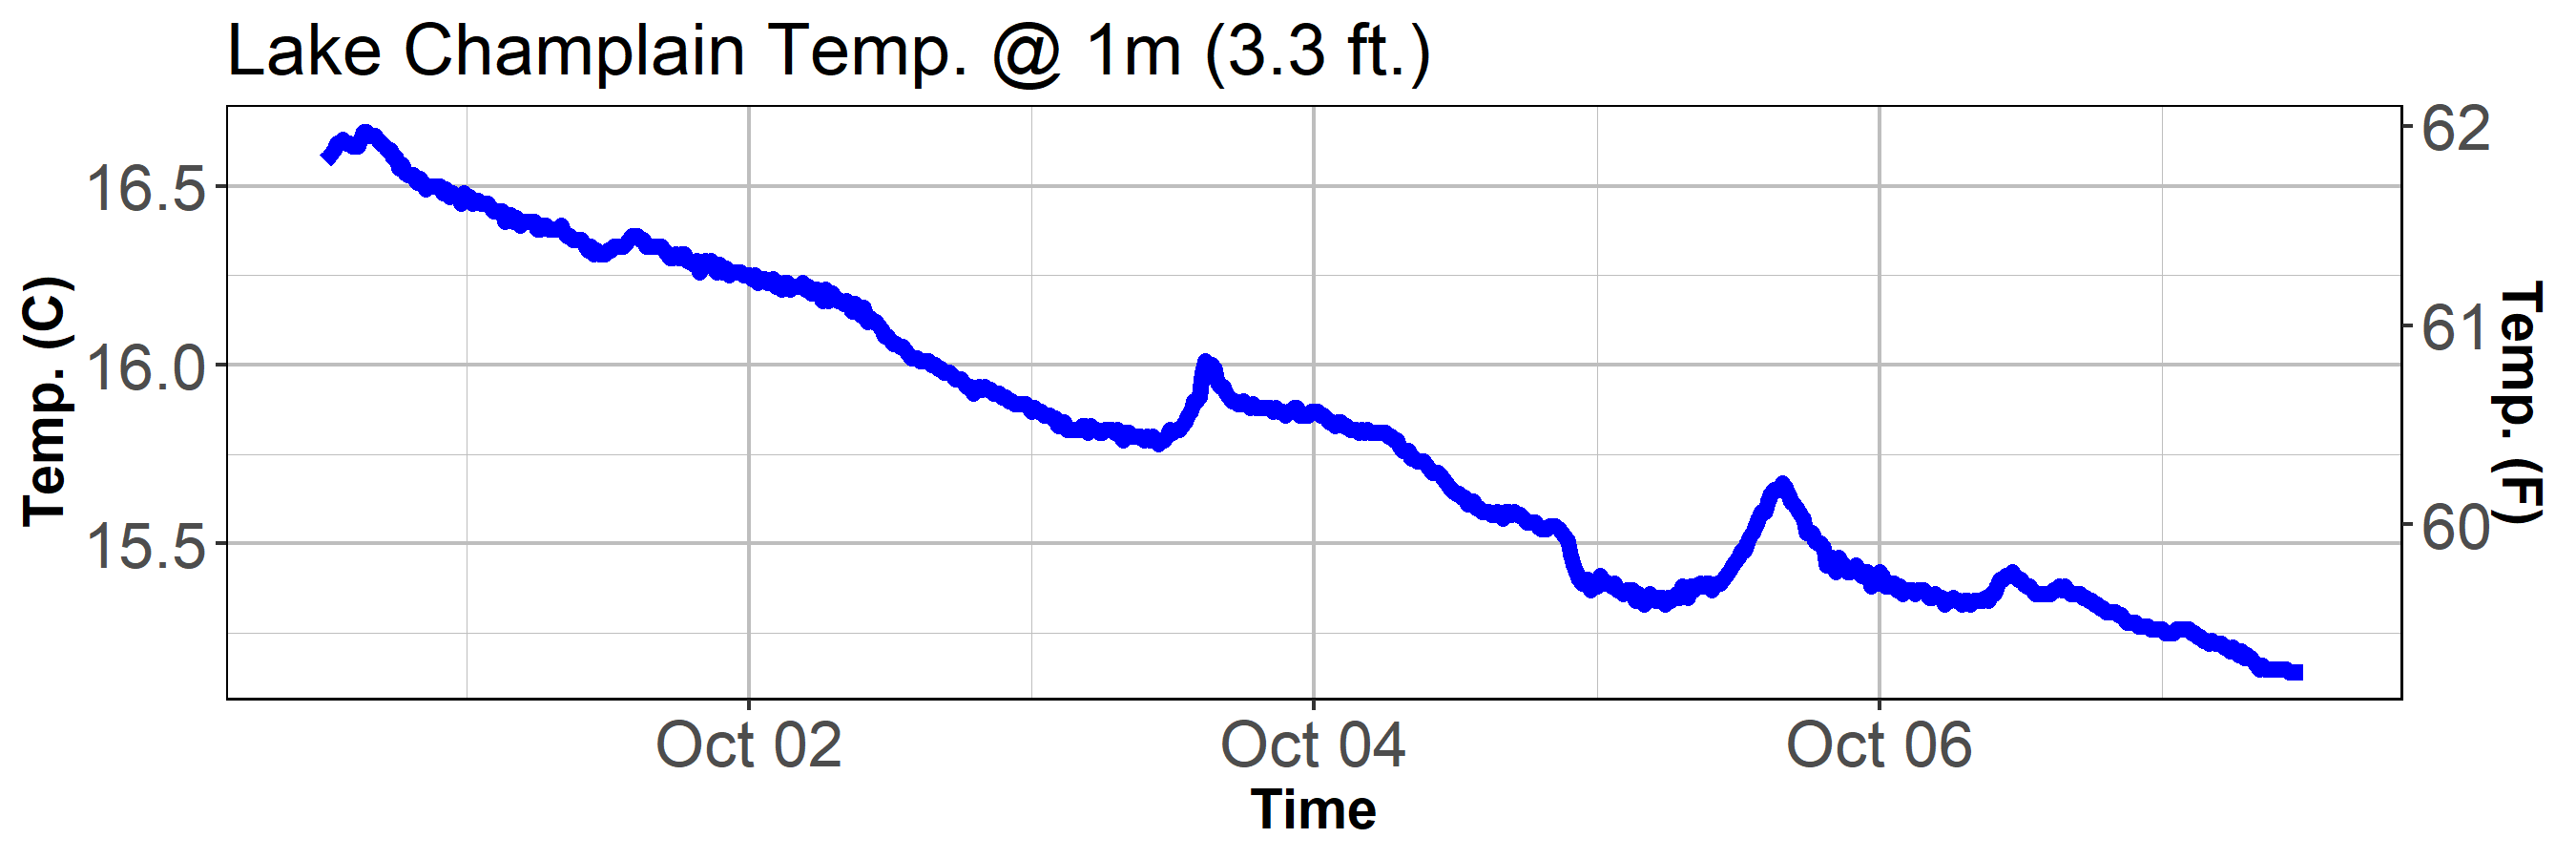 Lake Champlain Temp. @ 1m (3.3 ft.)
Temp. (C)
16.5
16.0
15.5
62
61
60
Temp. (F)
Oct 02 Oct 04 Oct 06
Time